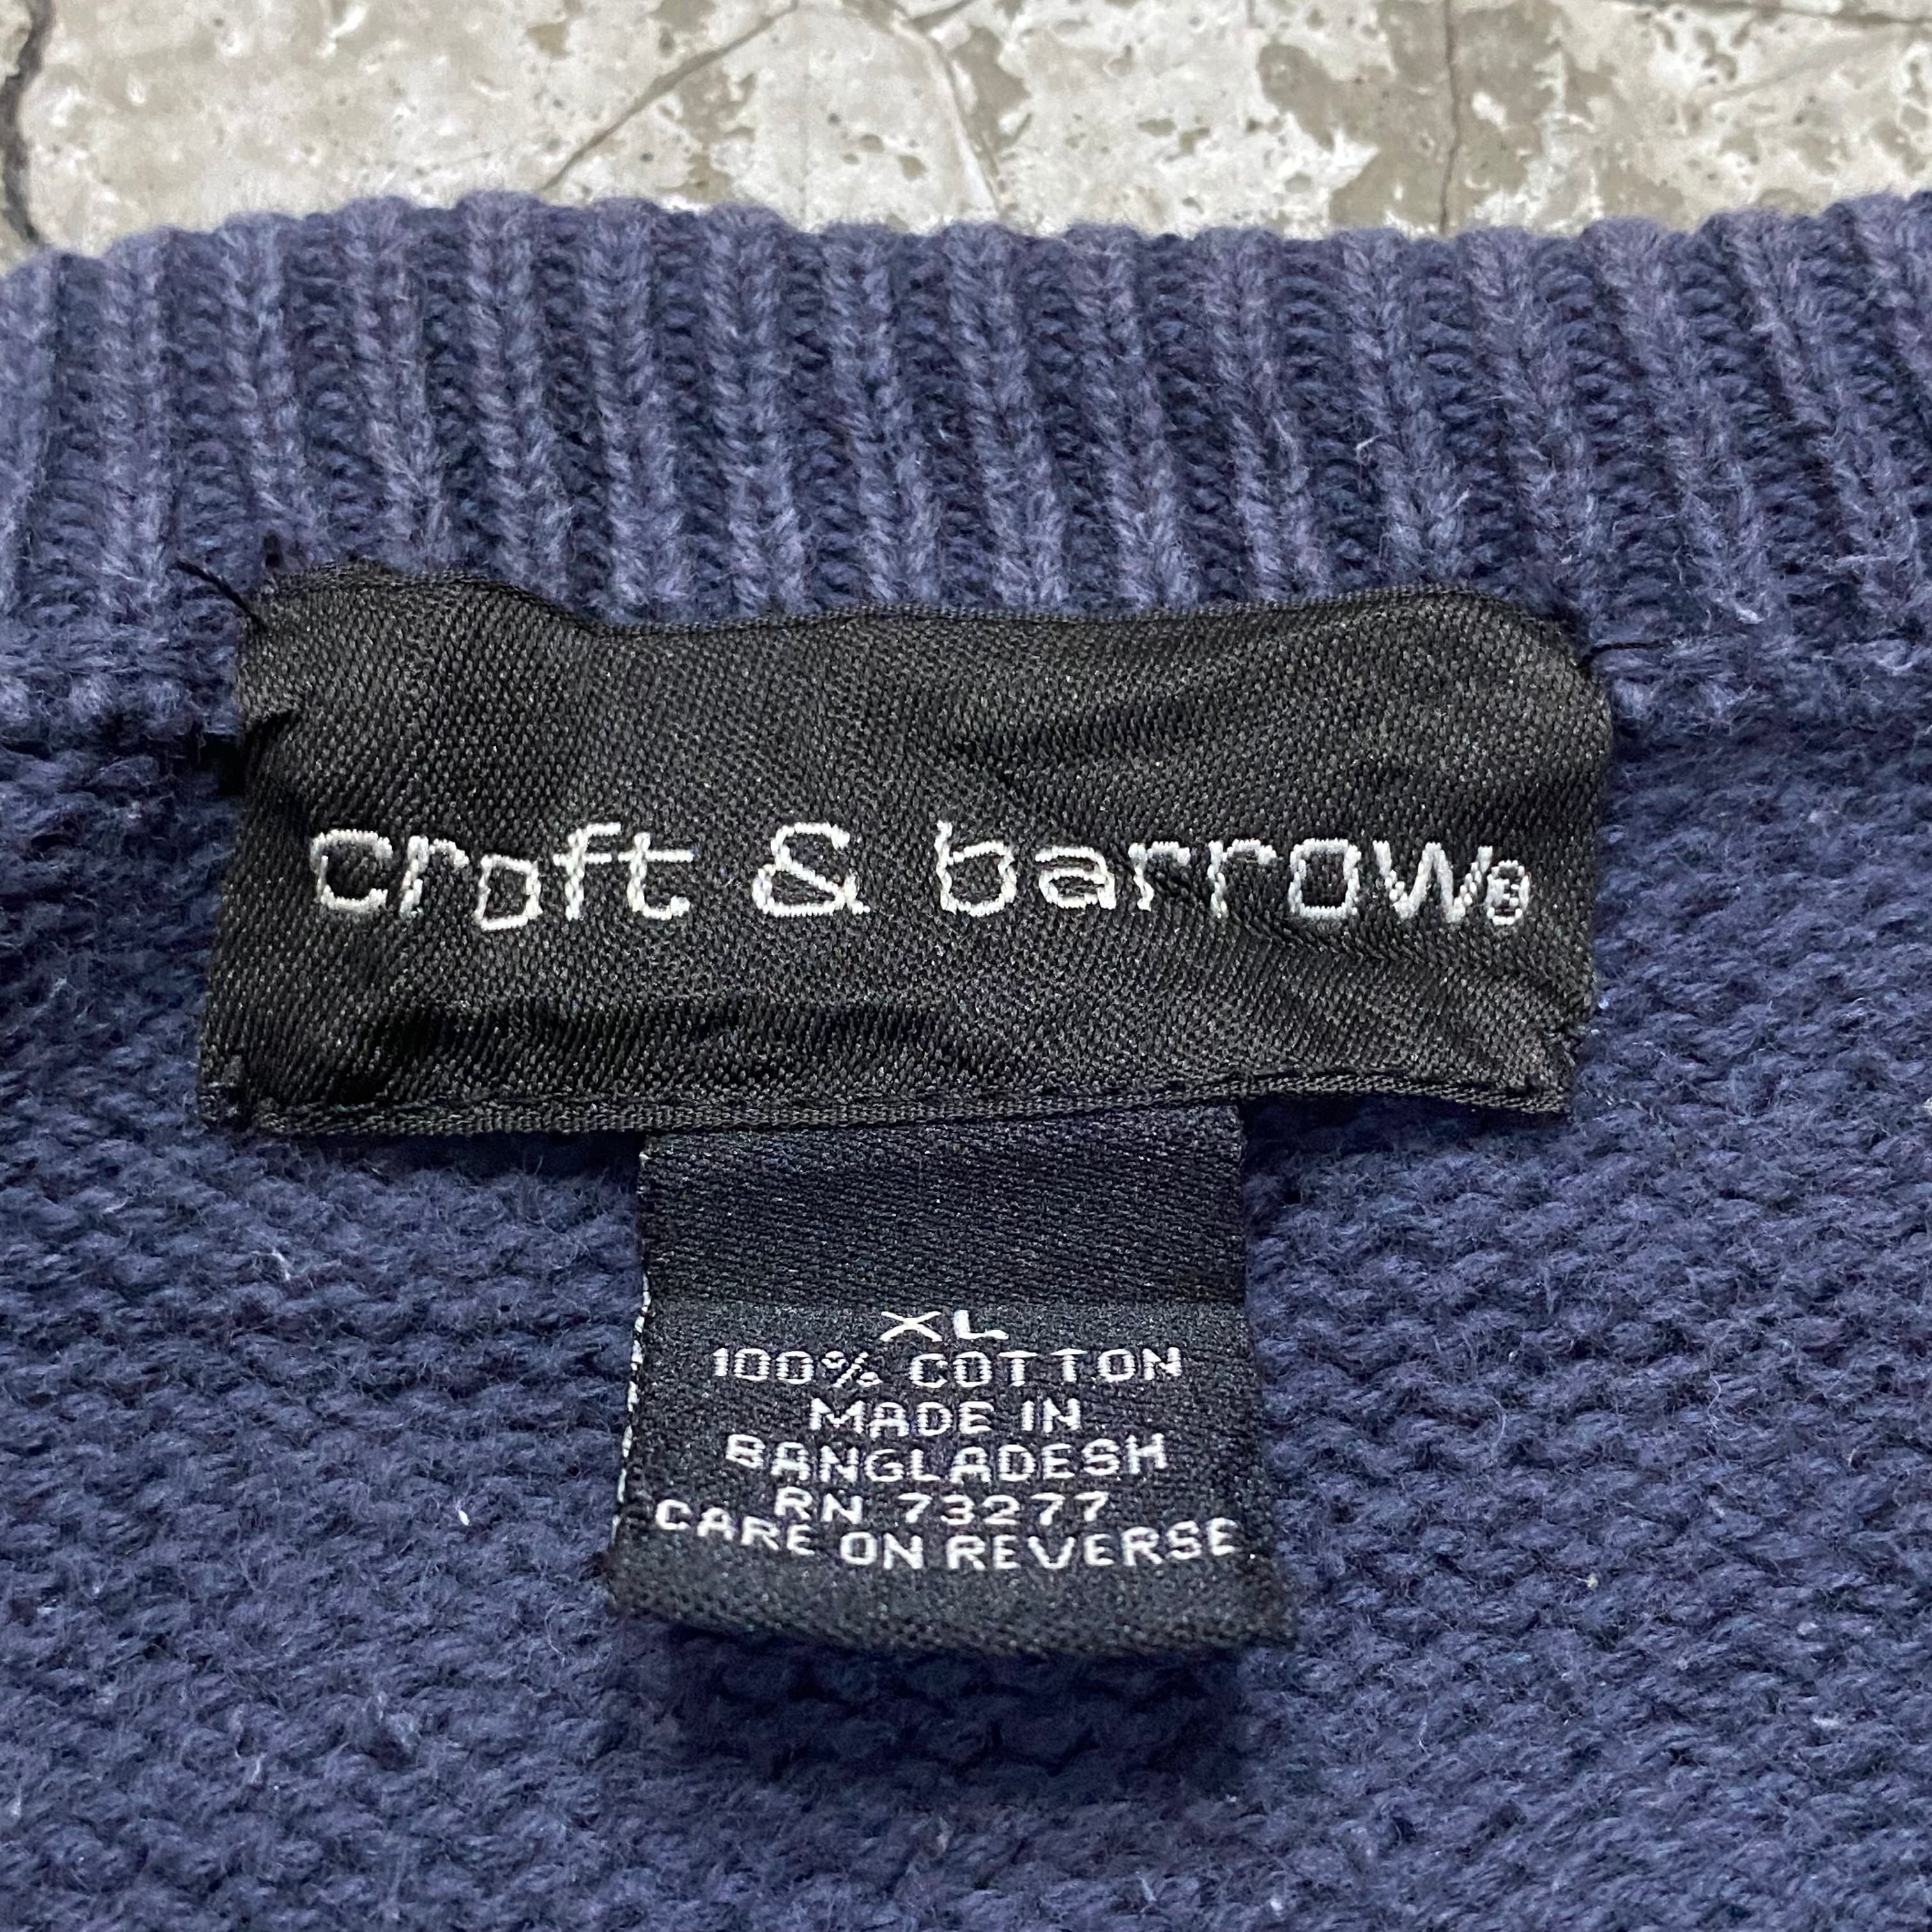 croft & barrow®
XL
100% COTTON
MADE IN
BANGLADESH
RN 73277
CARE ON REVERSE